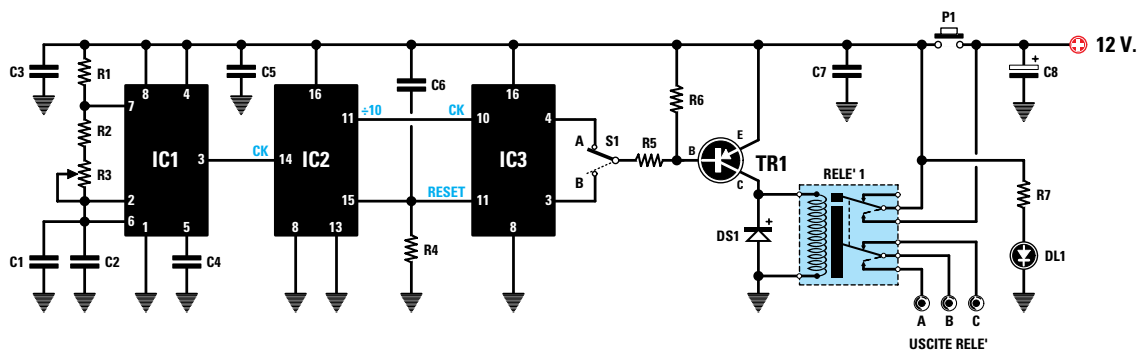 P1
12 V.
C3
R1
C5
C6
C7
+
C8
8
4
16
16
R6
7
R2
11
÷10
CK
10
4
A
S1
R5
B
E
C
TR1
IC1
3
CK
14
IC2
IC3
R3
B
RELE' 1
R7
2
15
RESET
11
3
6
DS1
+
1
5
8
13
R4
8
C1
C2
C4
DL1
A
B
C
USCITE RELE'